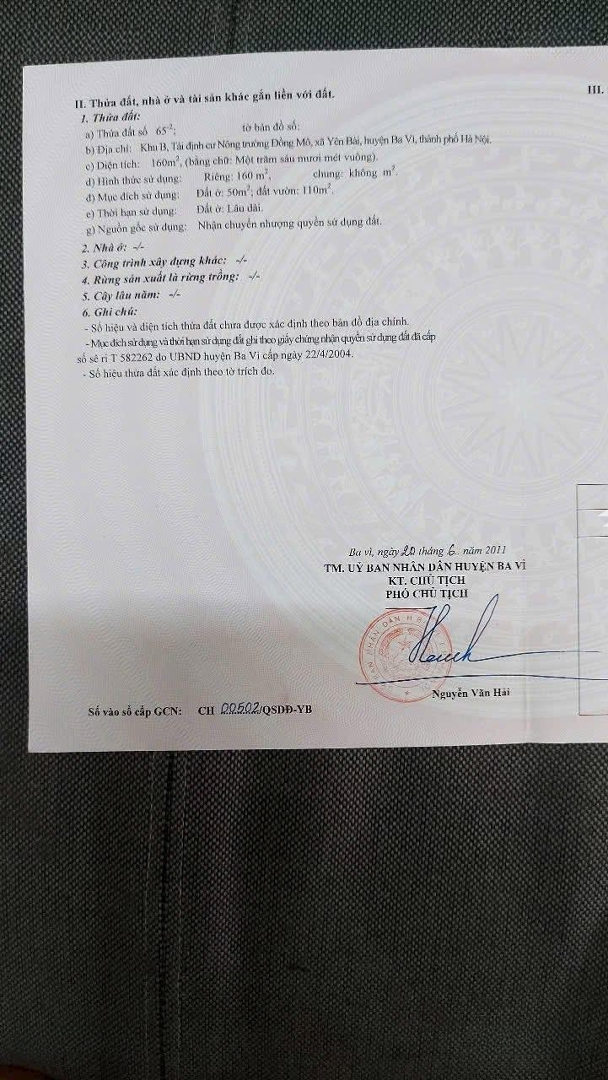 II. Thửa đất, nhà ở và tài sản khác gắn liền với đất.
III.
1. Thửa đất:
a) Thửa đất số 65-2; tờ bản đồ số:
b) Địa chỉ: Khu B, Tái định cư Nông trường Đồng Mô, xã Yên Bài, huyện Ba Vì, thành phố Hà Nội.
c) Diện tích: 160m2, (bằng chữ: Một trăm sáu mươi mét vuông).
d) Hình thức sử dụng: Riêng: 160 m2, chung: không m2.
đ) Mục đích sử dụng: Đất ở: 50m2; đất vườn: 110m2.
e) Thời hạn sử dụng: Đất ở: Lâu dài.
g) Nguồn gốc sử dụng: Nhận chuyển nhượng quyền sử dụng đất.
2. Nhà ở: -/-
3. Công trình xây dựng khác: -/-
4. Rừng sản xuất là rừng trồng: -/-
5. Cây lâu năm: -/-
6. Ghi chú:
- Số hiệu và diện tích thửa đất chưa được xác định theo bản đồ địa chính.
- Mục đích sử dụng và thời hạn sử dụng đất ghi theo giấy chứng nhận quyền sử dụng đất đã cấp
số sê ri T 582262 do UBND huyện Ba Vì cấp ngày 22/4/2004.
- Số hiệu thửa đất xác định theo tờ trích đo.
Ba vì, ngày 20 tháng 6 năm 2011
TM. UỶ BAN NHÂN DÂN HUYỆN BA VÌ
KT. CHỦ TỊCH
PHÓ CHỦ TỊCH
Nguyễn Văn Hải
Số vào sổ cấp GCN: CH 00502/QSDĐ-YB